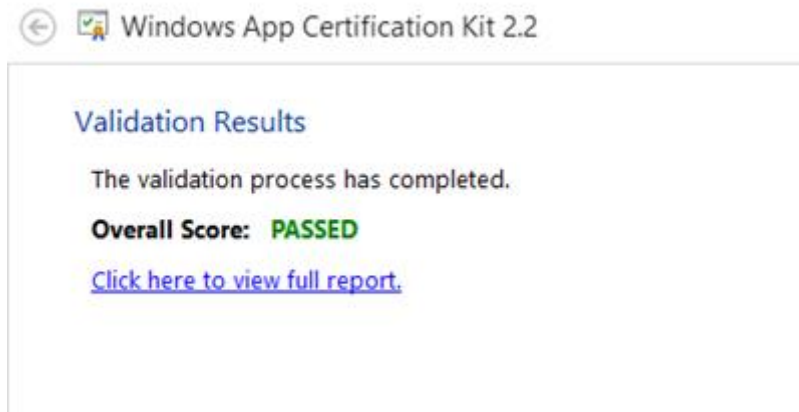 Windows App Certification Kit 2.2
Validation Results
The validation process has completed.
Overall Score: PASSED
Click here to view full report.